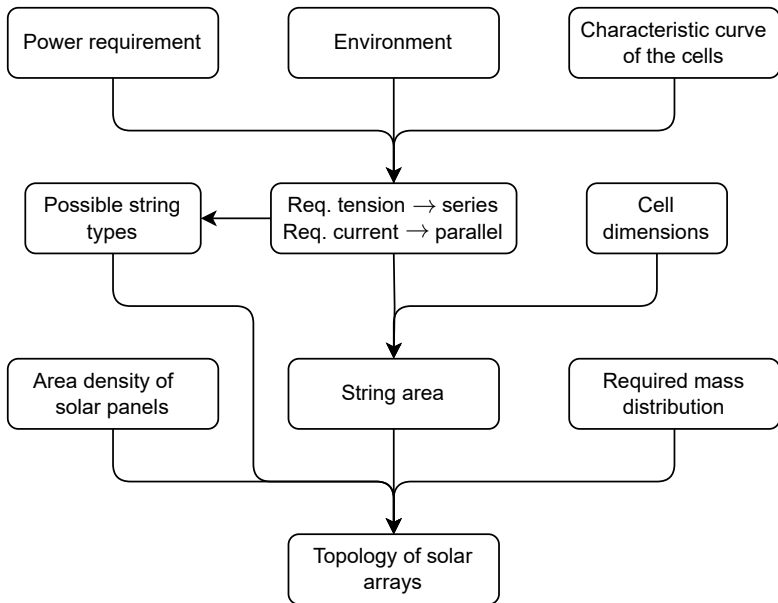 Power requirement
Environment
Characteristic curve
of the cells
Possible string
types
Req. tension → series
Req. current → parallel
Cell
dimensions
Area density of
solar panels
String area
Required mass
distribution
Topology of solar
arrays